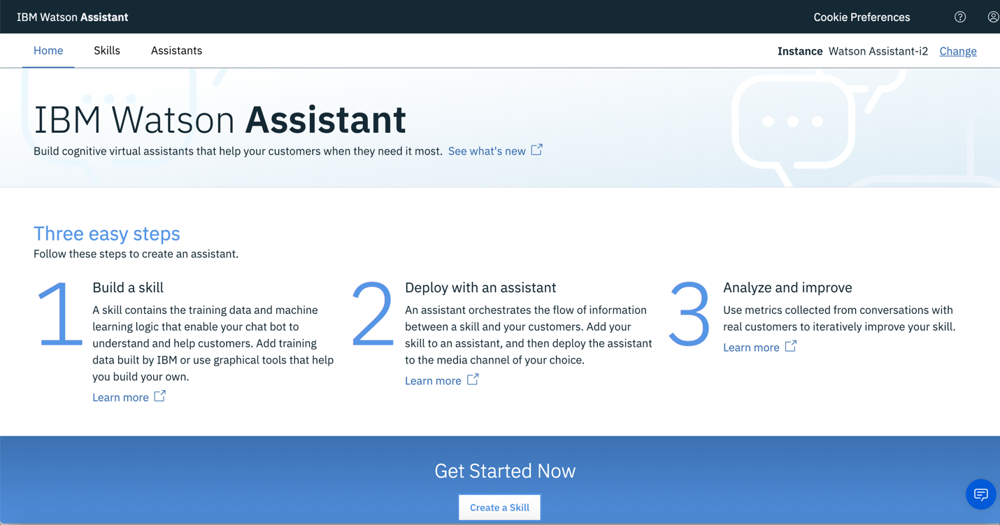 IBM Watson Assistant
Cookie Preferences
Home
Skills
Assistants
Instance Watson Assistant-i2 Change
IBM Watson Assistant
Build cognitive virtual assistants that help your customers when they need it most. See what's new
Three easy steps
Follow these steps to create an assistant.
1
Build a skill
A skill contains the training data and machine
learning logic that enable your chat bot to
understand and help customers. Add training
data built by IBM or use graphical tools that help
you build your own.
Learn more
2
Deploy with an assistant
An assistant orchestrates the flow of information
between a skill and your customers. Add your
skill to an assistant, and then deploy the assistant
to the media channel of your choice.
Learn more
3
Analyze and improve
Use metrics collected from conversations with
real customers to iteratively improve your skill.
Learn more
Get Started Now
Create a Skill